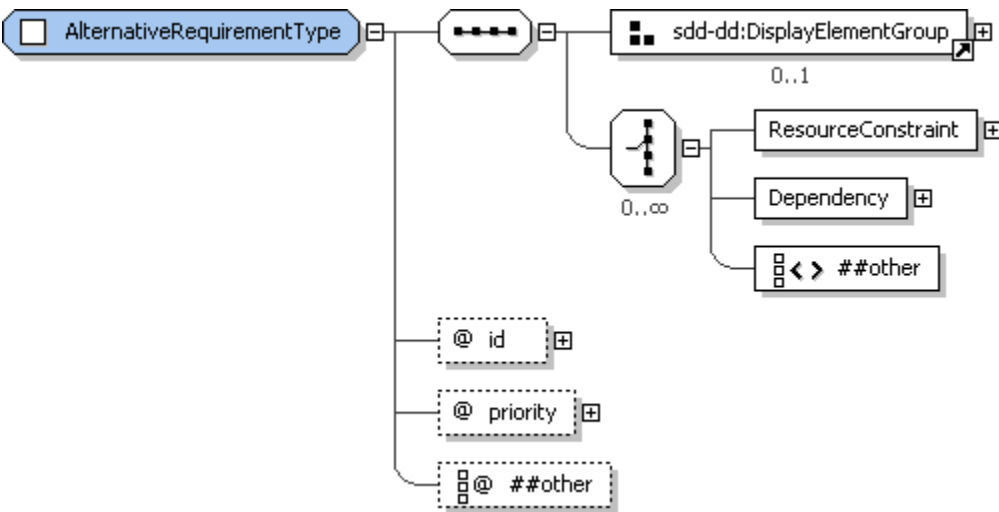 AlternativeRequirementType
sdd-dd:DisplayElementGroup
0..1
ResourceConstraint
0..∞
Dependency
<> ##other
@ id
@ priority
@ ##other